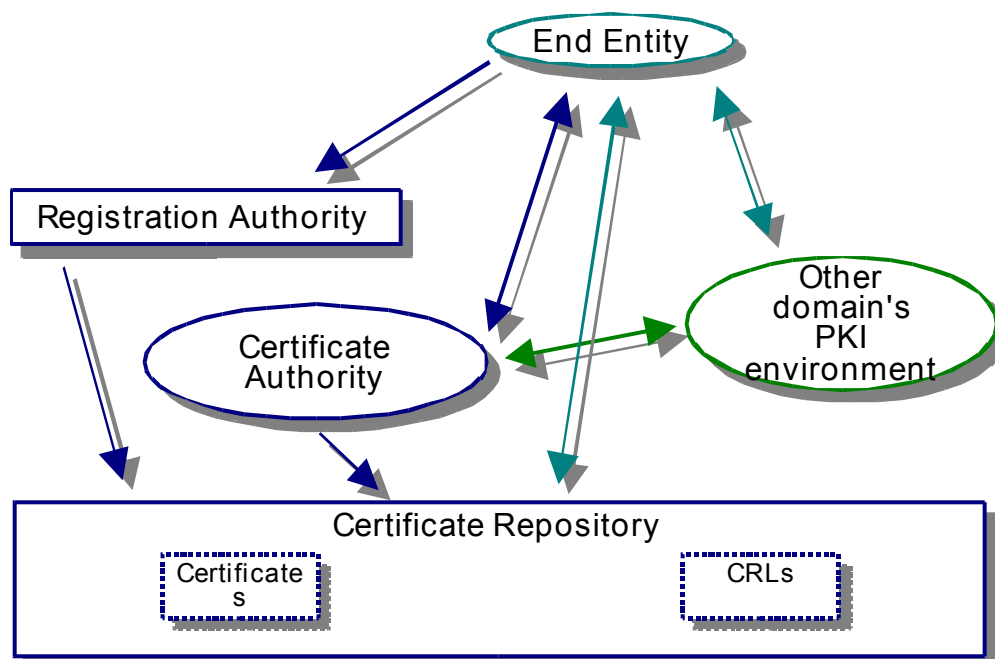 End Entity
Registration Authority
Other
domain's
PKI
environment
Certificate
Authority
Certificate Repository
Certificate
s
CRLs